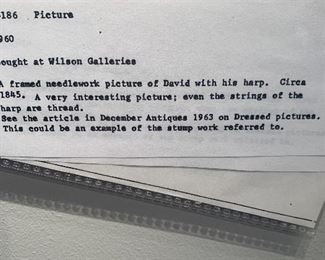 -186 Picture
960
ought at Wilson Galleries
A framed needlework picture of David with his harp. Circa
1845. A very interesting picture; even the strings of the
harp are thread.
See the article in December Antiques 1963 on Dressed pictures.
This could be an example of the stump work referred to.